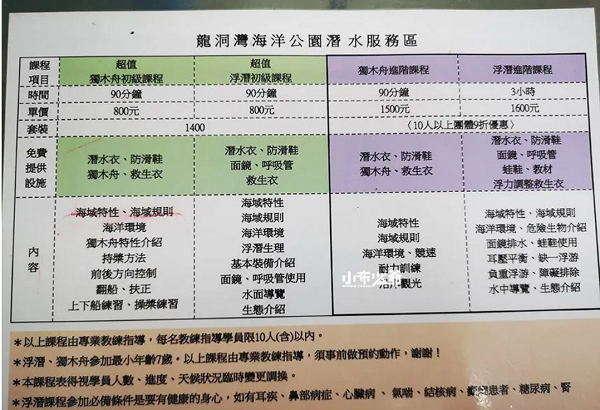 龍洞灣海洋公園潛水服務區
課程 超值 超值 獨木舟進階課程 浮潛進階課程
項目 獨木舟初級課程 浮潛初級課程
時間 90分鐘 90分鐘 90分鐘 3小時
單價 800元 800元 1500元 1600元
套裝 1400 〈10人以上團體9折優惠〉
免費提供設施
潛水衣、防滑鞋
獨木舟、救生衣
潛水衣、防滑鞋
面鏡、呼吸管
救生衣
潛水衣、防滑鞋
獨木舟、救生衣
潛水衣、防滑鞋
面鏡、呼吸管
蛙鞋、教材
浮力調整救生衣
內容
海域特性、海域規則
海洋環境
獨木舟特性介紹
持槳方法
前後方向控制
翻船、扶正
上下船練習、操槳練習
海域特性
海域規則
海洋環境
浮潛生理
基本裝備介紹
面鏡、呼吸管使用
水面導覽
生態介紹
海域特性
海域規則
海洋環境、競速
耐力訓練
觀光
海域特性、海域規則
海洋環境、危險生物介紹
面鏡排水、蛙鞋使用
耳壓平衡、缺一浮游
負重浮游、障礙排除
水中導覽、生態介紹
小布少爺
*以上課程由專業教練指導，每名教練指導學員限10人(含)以內。
*浮潛、獨木舟參加最小年齡7歲。以上課程由專業教練指導，須事前做預約動作，謝謝！
*本課程表得視學員人數、進度、天候狀況臨時變更調換。
*浮潛課程參加必備條件是要有健康的身心，如有耳疾、鼻部病症、心臟病、氣喘、結核病、癲癇患者、糖尿病、腎